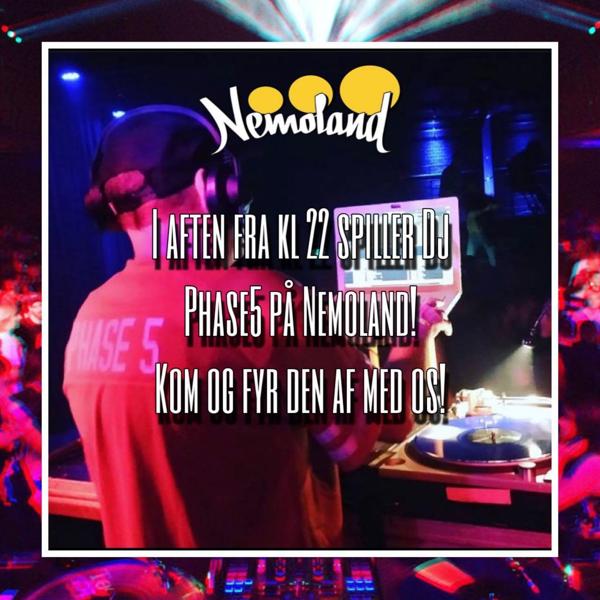 Nemoland
I AFTEN FRA KL 22 SPILLER DJ
PHASE5 PÅ NEMOLAND!
KOM OG FYR DEN AF MED OS!
PHASE 5